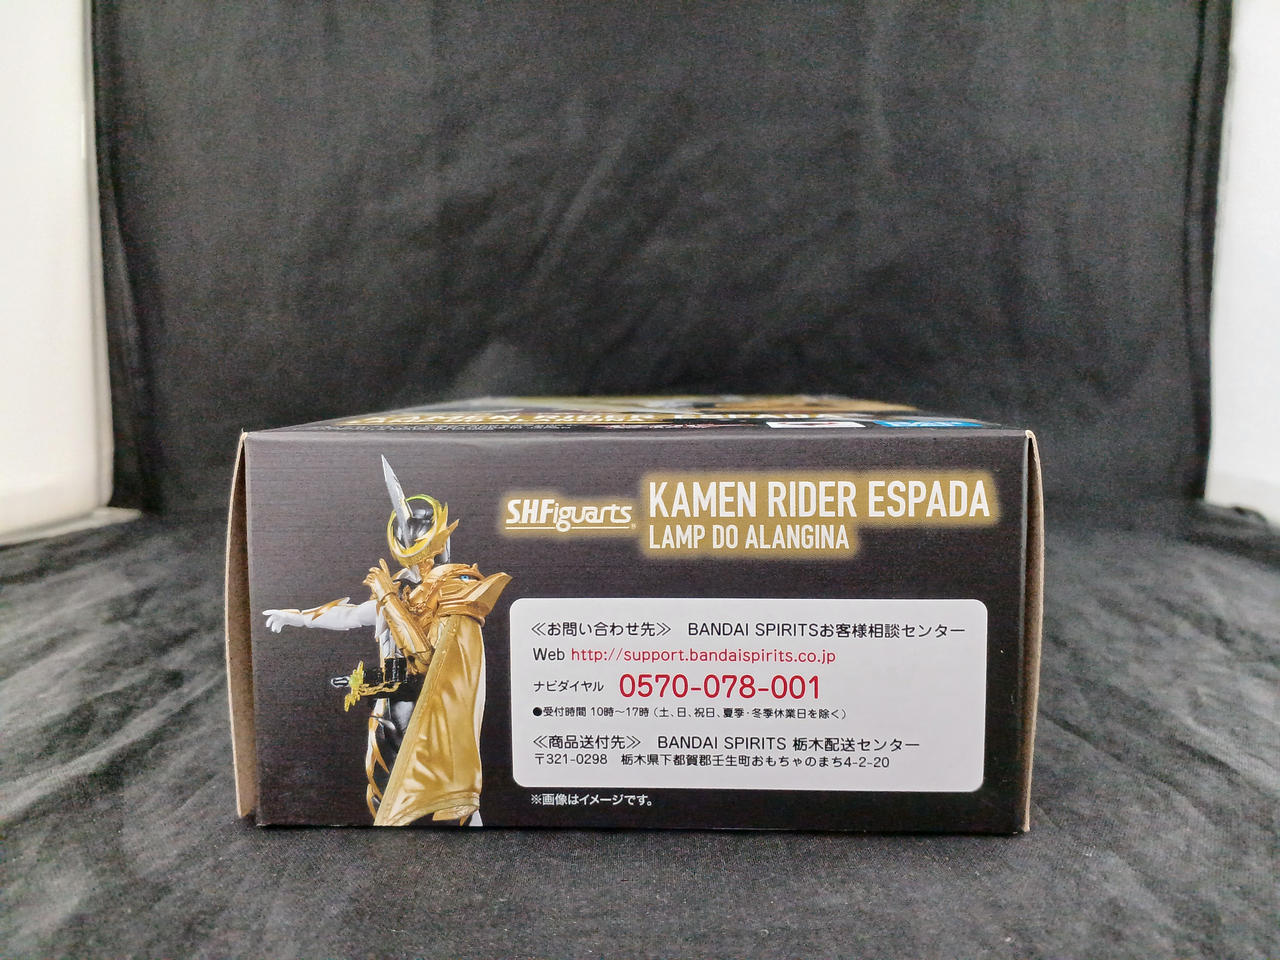 KAMEN RIDER ESPADA
S.H.Figuarts
KAMEN RIDER ESPADA
LAMP DO ALANGINA
≪お問い合わせ先≫ BANDAI SPIRITSお客様相談センター
Web http://support.bandaispirits.co.jp
ナビダイヤル 0570-078-001
●受付時間 10時〜17時（土、日、祝日、夏季・冬季休業日を除く）
≪商品送付先≫ BANDAI SPIRITS 栃木配送センター
〒321-0298 栃木県下都賀郡壬生町おもちゃのまち4-2-20
※画像はイメージです。